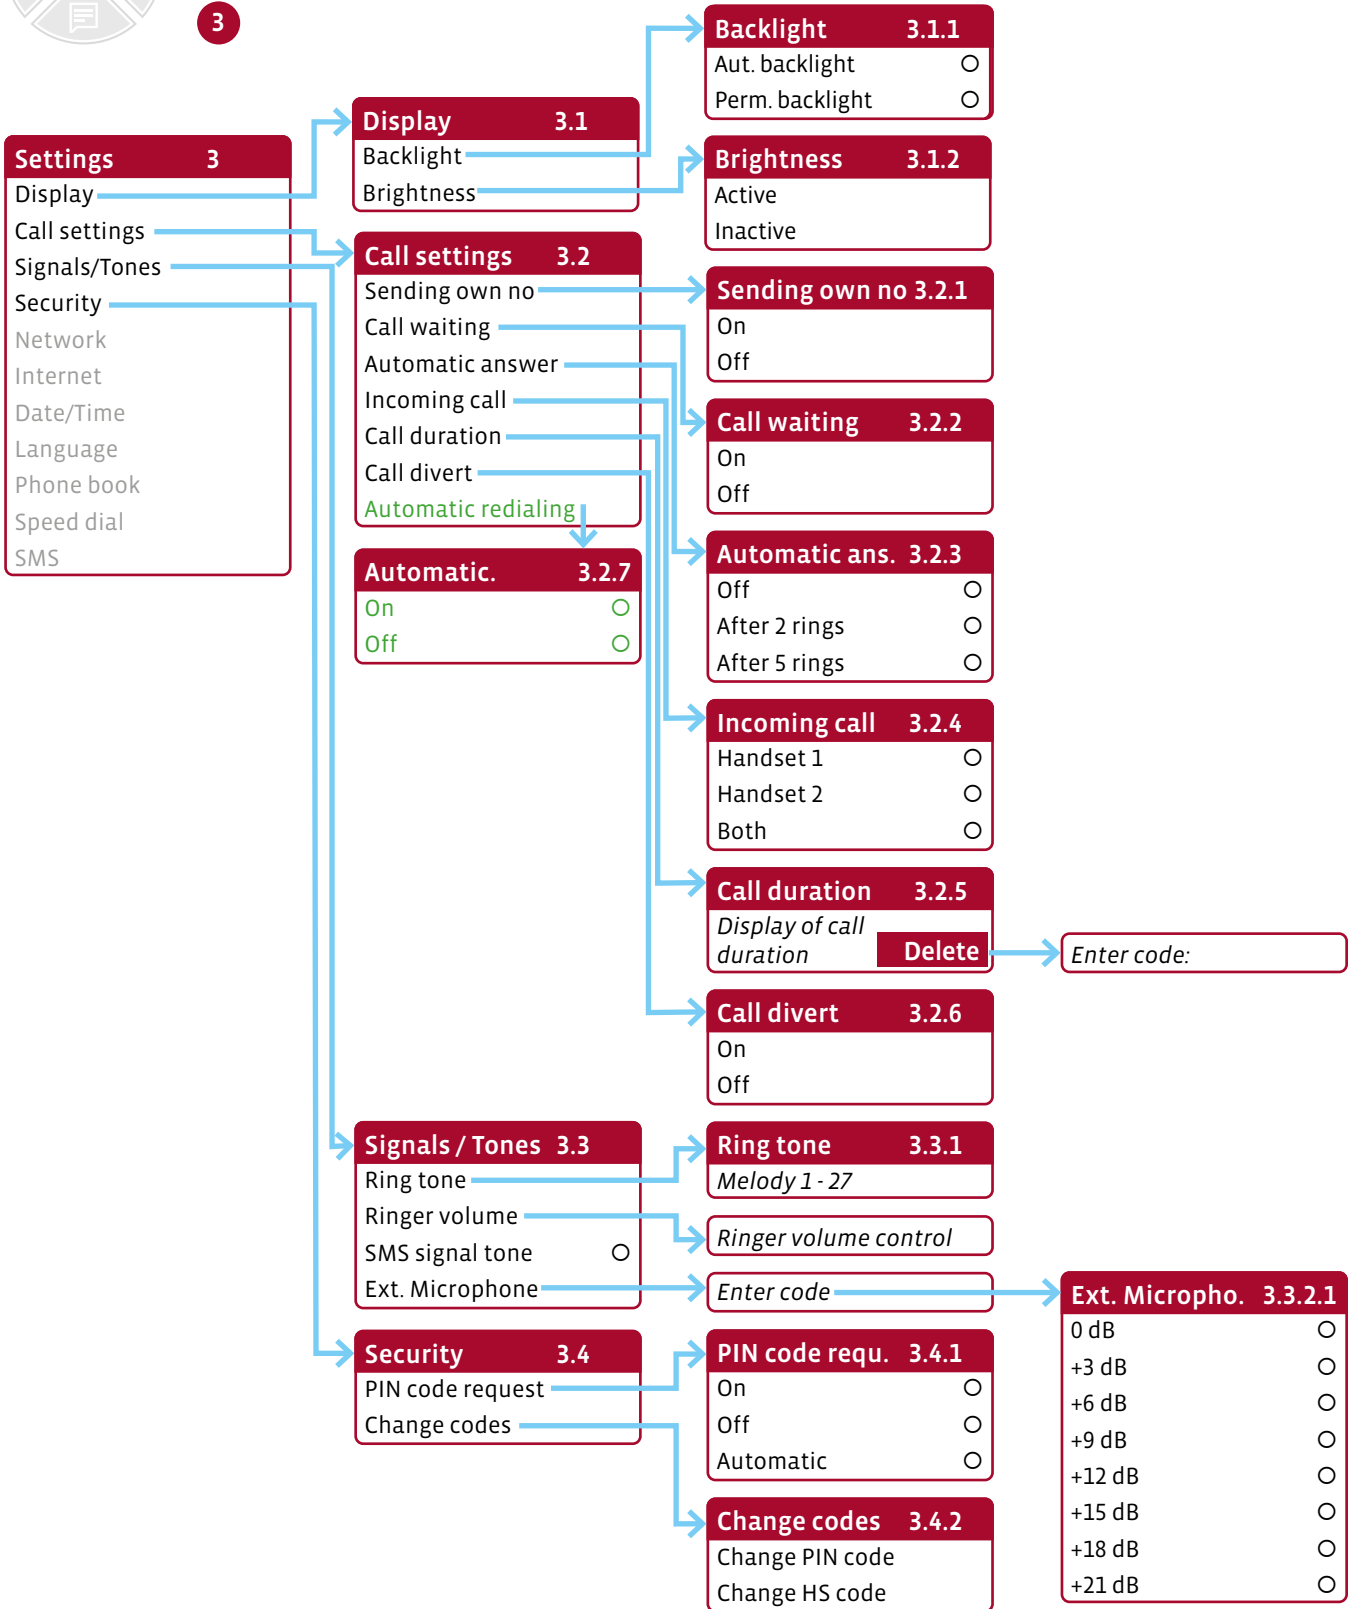 3
Settings 3
Display
Call settings
Signals/Tones
Security
Network
Internet
Date/Time
Language
Phone book
Speed dial
SMS
Display 3.1
Backlight
Brightness
Call settings 3.2
Sending own no
Call waiting
Automatic answer
Incoming call
Call duration
Call divert
Automatic redialing
Automatic. 3.2.7
On
Off
Signals / Tones 3.3
Ring tone
Ringer volume
SMS signal tone
Ext. Microphone
Security 3.4
PIN code request
Change codes
Backlight 3.1.1
Aut. backlight
Perm. backlight
Brightness 3.1.2
Active
Inactive
Sending own no 3.2.1
On
Off
Call waiting 3.2.2
On
Off
Automatic ans. 3.2.3
Off
After 2 rings
After 5 rings
Incoming call 3.2.4
Handset 1
Handset 2
Both
Call duration 3.2.5
Display of call
duration
Delete
Enter code:
Call divert 3.2.6
On
Off
Ring tone 3.3.1
Melody 1 - 27
Ringer volume control
Enter code
Ext. Micropho. 3.3.2.1
0 dB
+3 dB
+6 dB
+9 dB
+12 dB
+15 dB
+18 dB
+21 dB
PIN code requ. 3.4.1
On
Off
Automatic
Change codes 3.4.2
Change PIN code
Change HS code